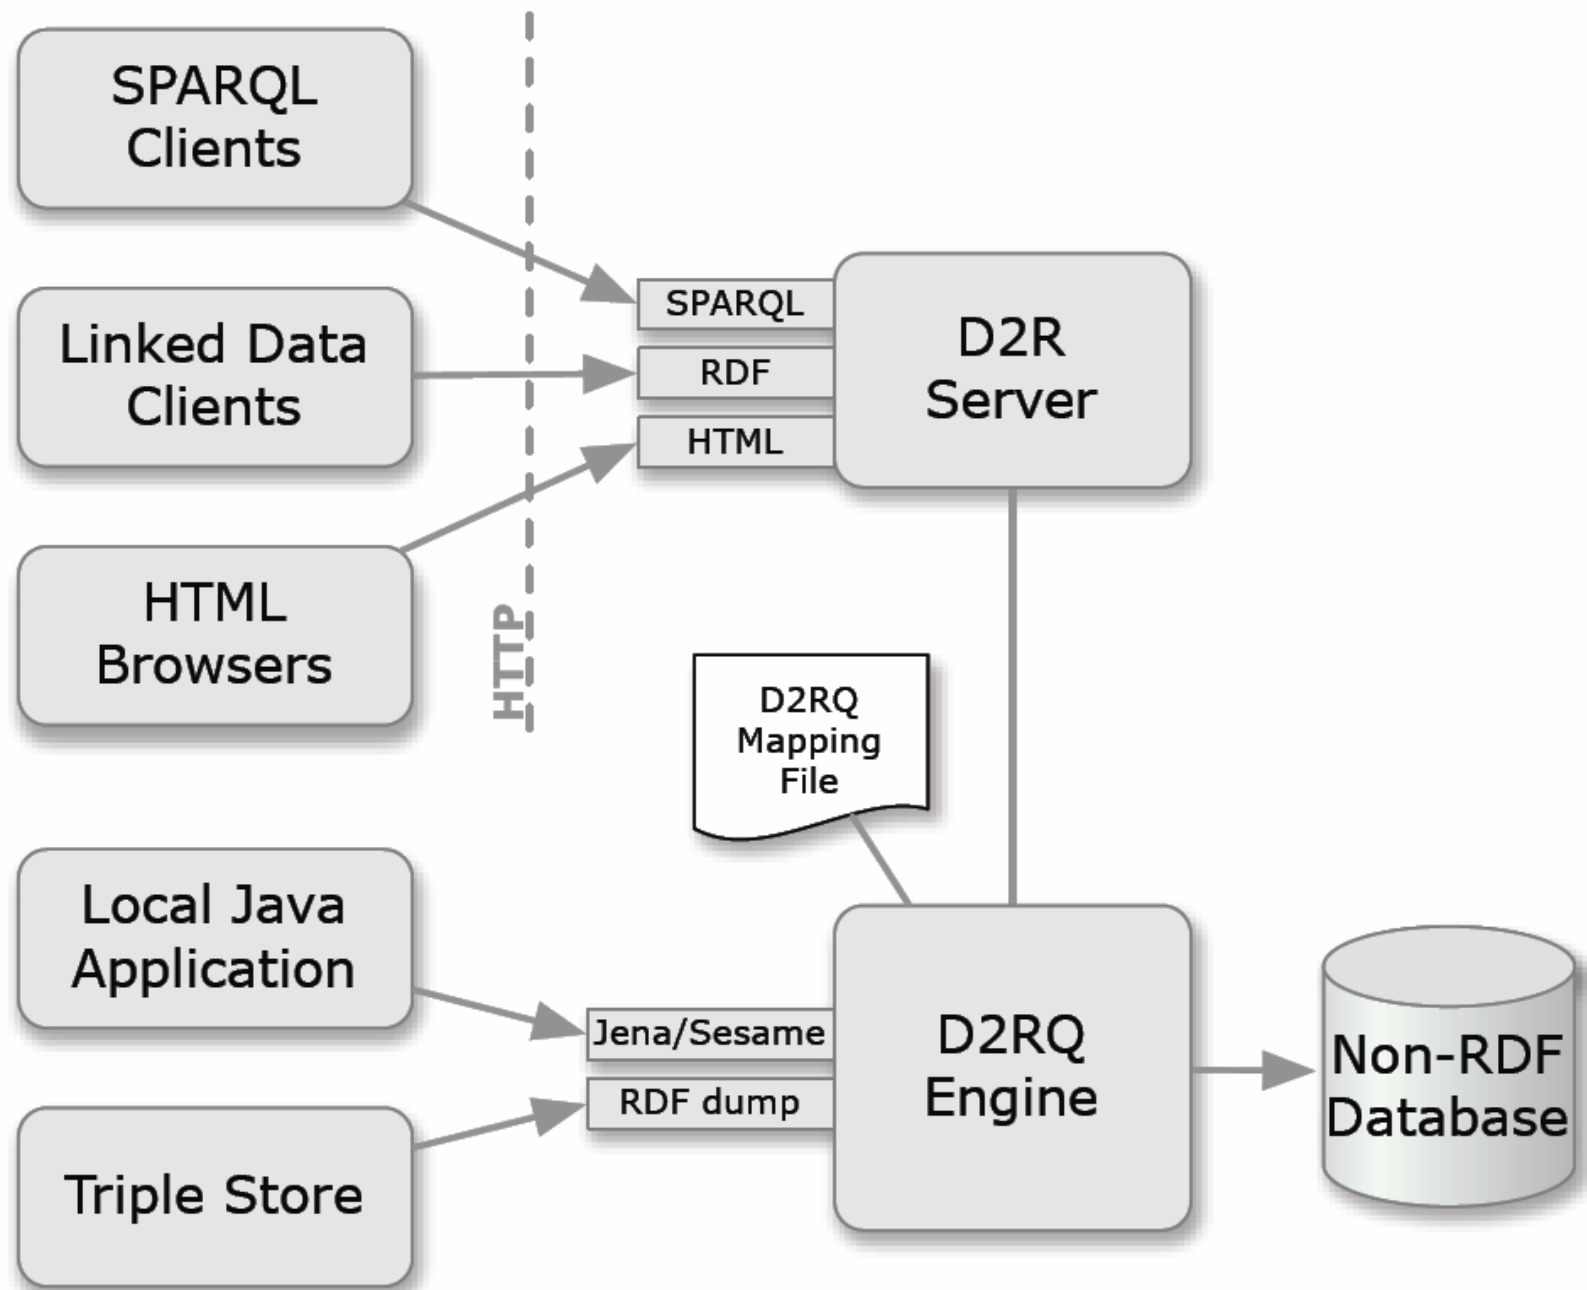 SPARQL
Clients
Linked Data
Clients
HTML
Browsers
HTTP
SPARQL
RDF
HTML
D2R
Server
D2RQ
Mapping
File
Local Java
Application
Triple Store
Jena/Sesame
RDF dump
D2RQ
Engine
Non-RDF
Database